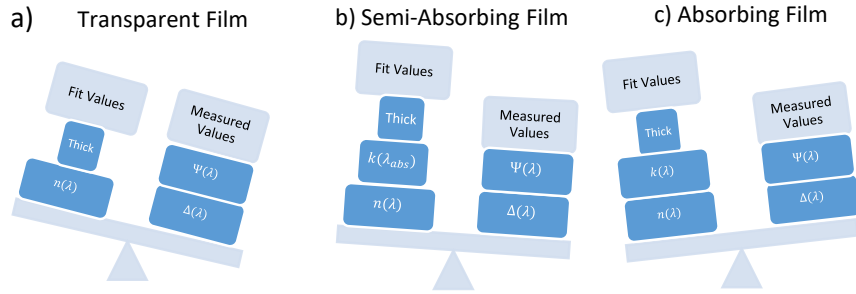 a) Transparent Film
Fit Values
Thick
n(λ)
Measured
Values
Ψ(λ)
Δ(λ)
b) Semi-Absorbing Film
Fit Values
Thick
k(λabs)
n(λ)
Measured
Values
Ψ(λ)
Δ(λ)
c) Absorbing Film
Fit Values
Thick
k(λ)
n(λ)
Measured
Values
Ψ(λ)
Δ(λ)